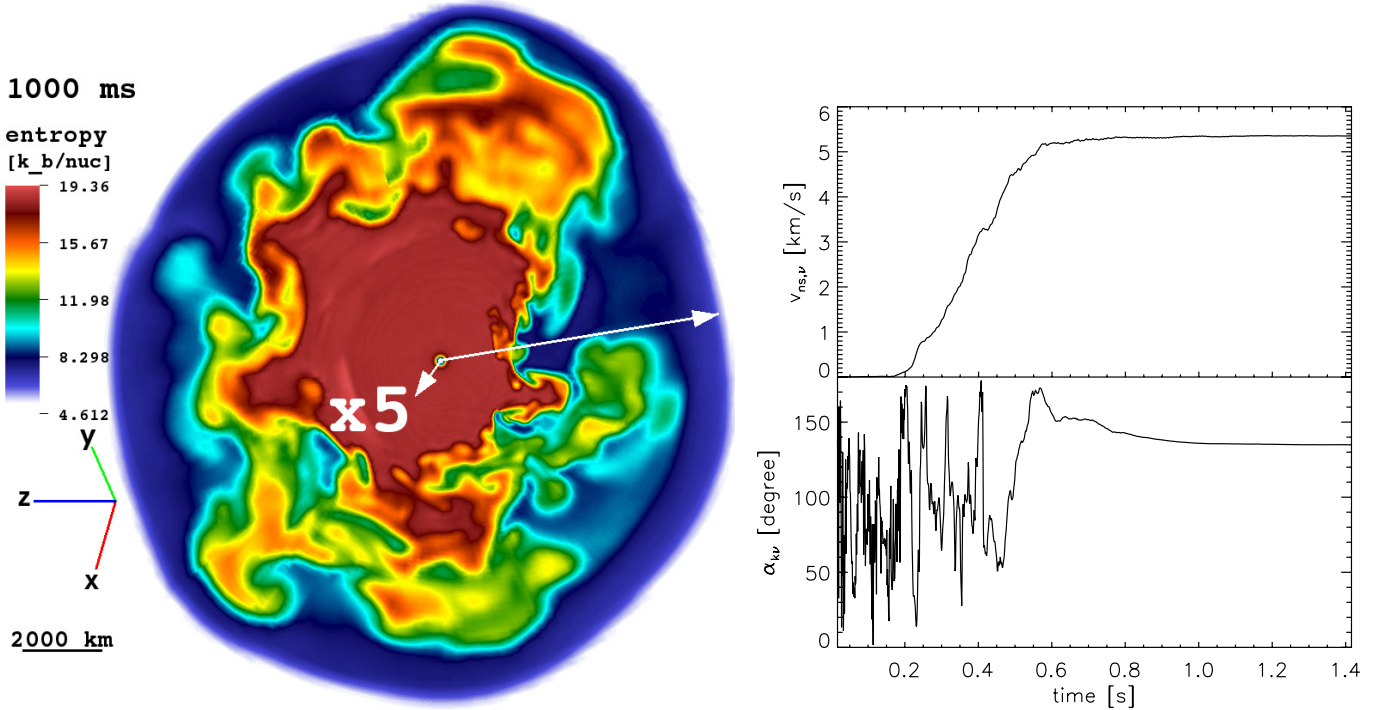 1000 ms
entropy
[k_b/nuc]
19.36
15.67
11.98
8.298
4.612
x5
y
z
x
2000 km
6
5
4
3
2
1
0
v_ns,ν [km/s]
150
100
50
0
α_kν [degree]
0.2 0.4 0.6 0.8 1.0 1.2 1.4
time [s]